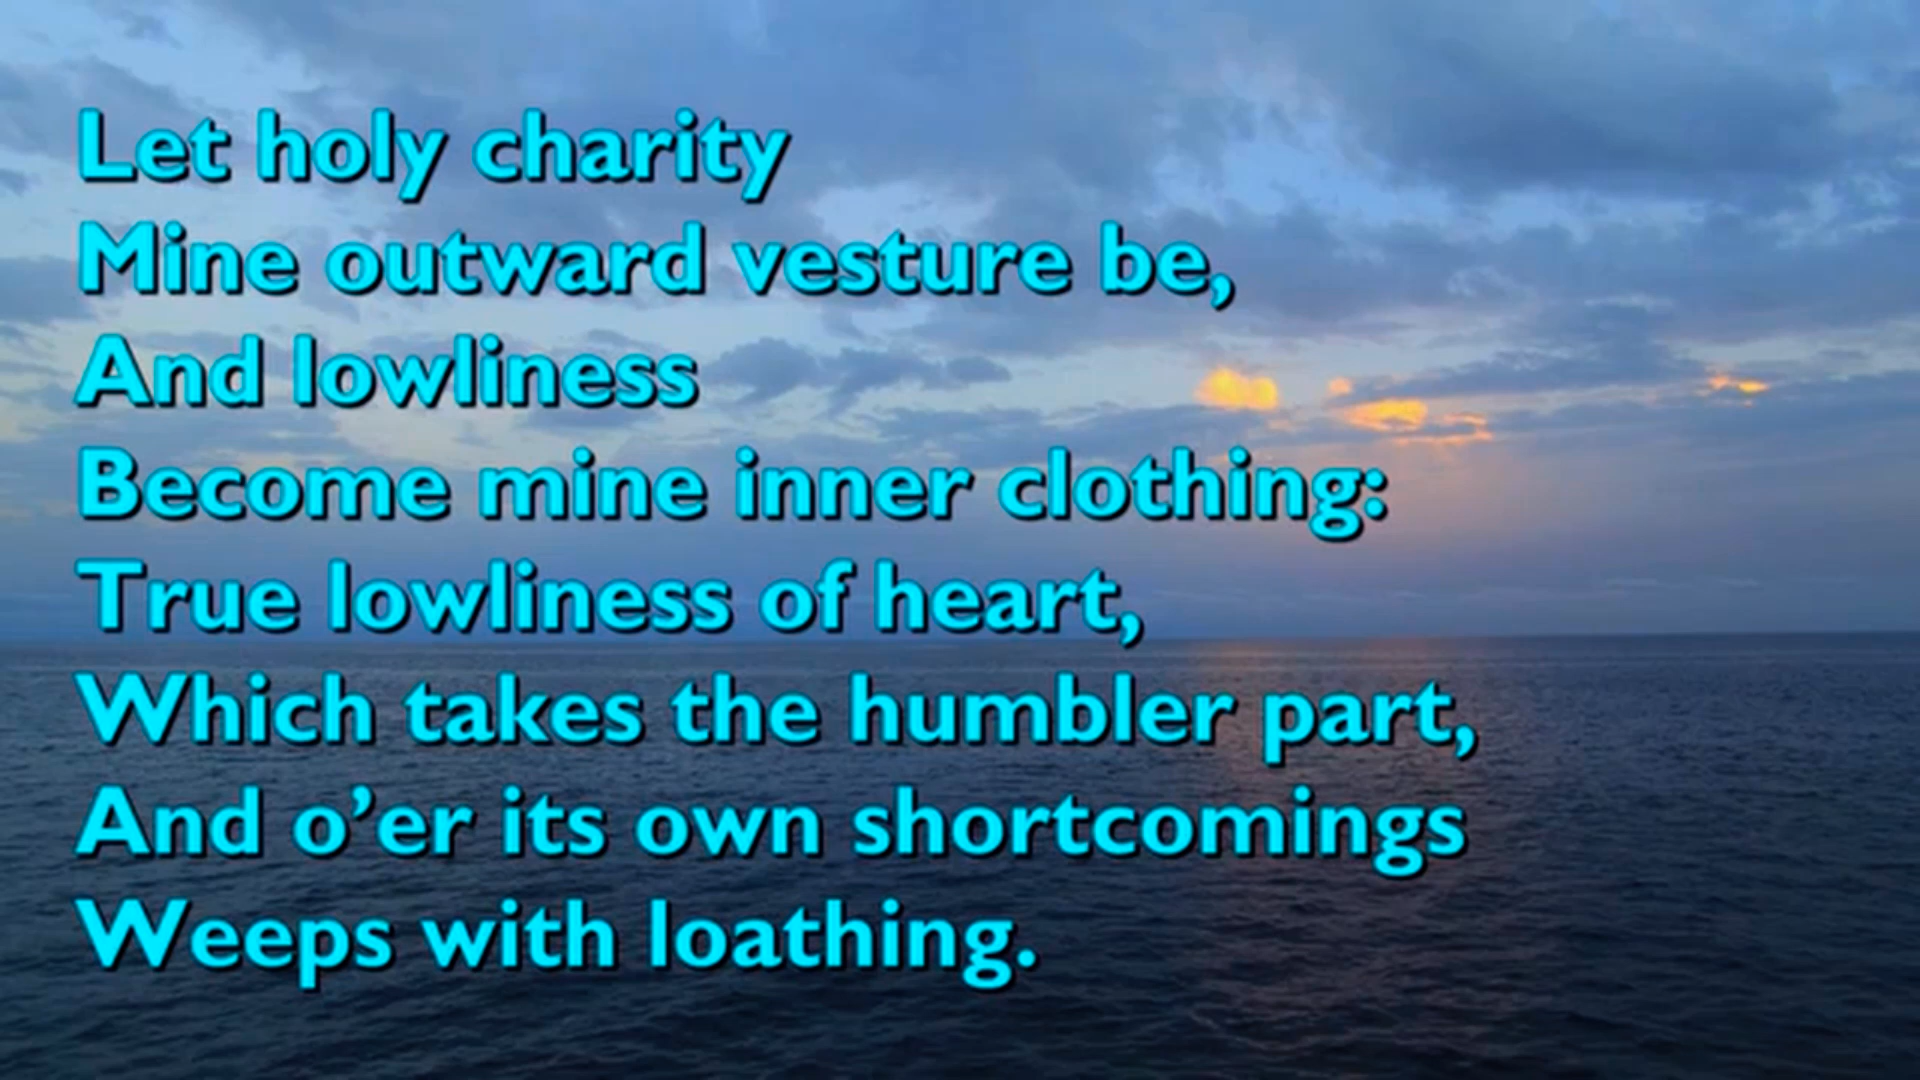 Let holy charity
Mine outward vesture be,
And lowliness
Become mine inner clothing:
True lowliness of heart,
Which takes the humbler part,
And o’er its own shortcomings
Weeps with loathing.